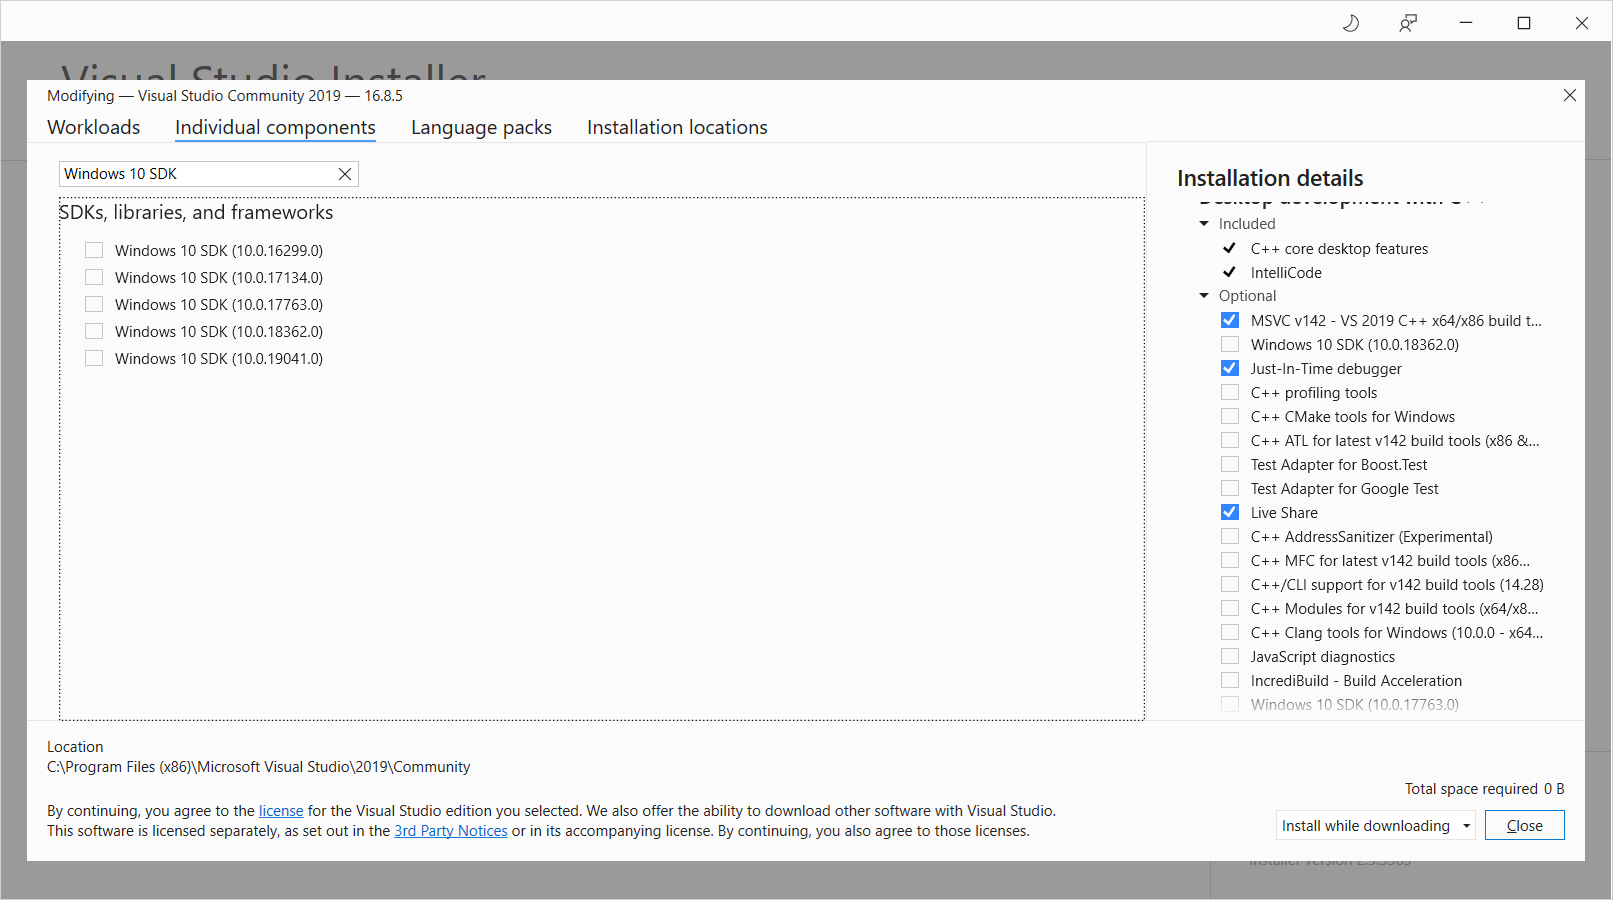 Visual Studio Installer
Modifying — Visual Studio Community 2019 — 16.8.5
Workloads
Individual components
Language packs
Installation locations
Windows 10 SDK
SDKs, libraries, and frameworks
Windows 10 SDK (10.0.16299.0)
Windows 10 SDK (10.0.17134.0)
Windows 10 SDK (10.0.17763.0)
Windows 10 SDK (10.0.18362.0)
Windows 10 SDK (10.0.19041.0)
Installation details
Desktop development with C++
Included
C++ core desktop features
IntelliCode
Optional
MSVC v142 - VS 2019 C++ x64/x86 build t...
Windows 10 SDK (10.0.18362.0)
Just-In-Time debugger
C++ profiling tools
C++ CMake tools for Windows
C++ ATL for latest v142 build tools (x86 &...
Test Adapter for Boost.Test
Test Adapter for Google Test
Live Share
C++ AddressSanitizer (Experimental)
C++ MFC for latest v142 build tools (x86...
C++/CLI support for v142 build tools (14.28)
C++ Modules for v142 build tools (x64/x8...
C++ Clang tools for Windows (10.0.0 - x64...
JavaScript diagnostics
IncrediBuild - Build Acceleration
Windows 10 SDK (10.0.17763.0)
Location
C:\Program Files (x86)\Microsoft Visual Studio\2019\Community
Total space required 0 B
By continuing, you agree to the license for the Visual Studio edition you selected. We also offer the ability to download other software with Visual Studio.
This software is licensed separately, as set out in the 3rd Party Notices or in its accompanying license. By continuing, you also agree to those licenses.
Install while downloading
Close
Installer Version